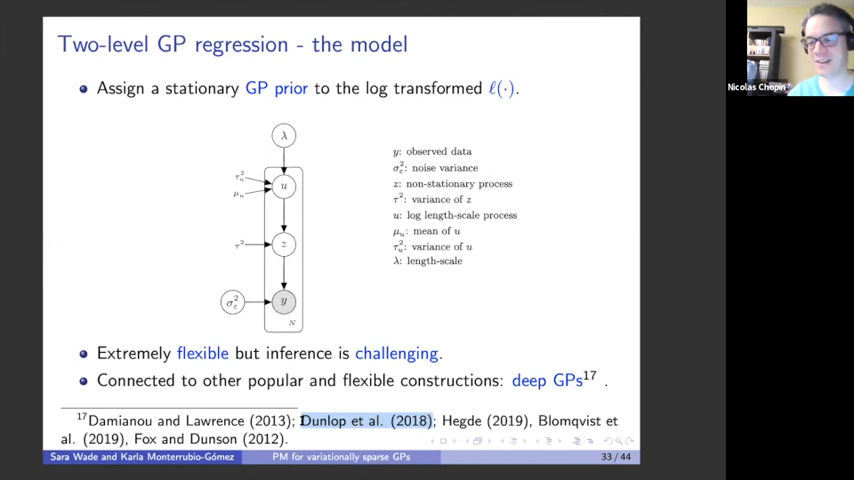 Two-level GP regression - the model
Assign a stationary GP prior to the log transformed ℓ(·).
λ
τ²ᵤ
μᵤ
u
τ²
z
σ²ε
y
N
y: observed data
σ²ε: noise variance
z: non-stationary process
τ²: variance of z
u: log length-scale process
μᵤ: mean of u
τ²ᵤ: variance of u
λ: length-scale
Extremely flexible but inference is challenging.
Connected to other popular and flexible constructions: deep GPs¹⁷ .
¹⁷Damianou and Lawrence (2013); Dunlop et al. (2018); Hegde (2019), Blomqvist et
al. (2019), Fox and Dunson (2012).
Sara Wade and Karla Monterrubio-Gómez PM for variationally sparse GPs 33 / 44
Nicolas Chopin